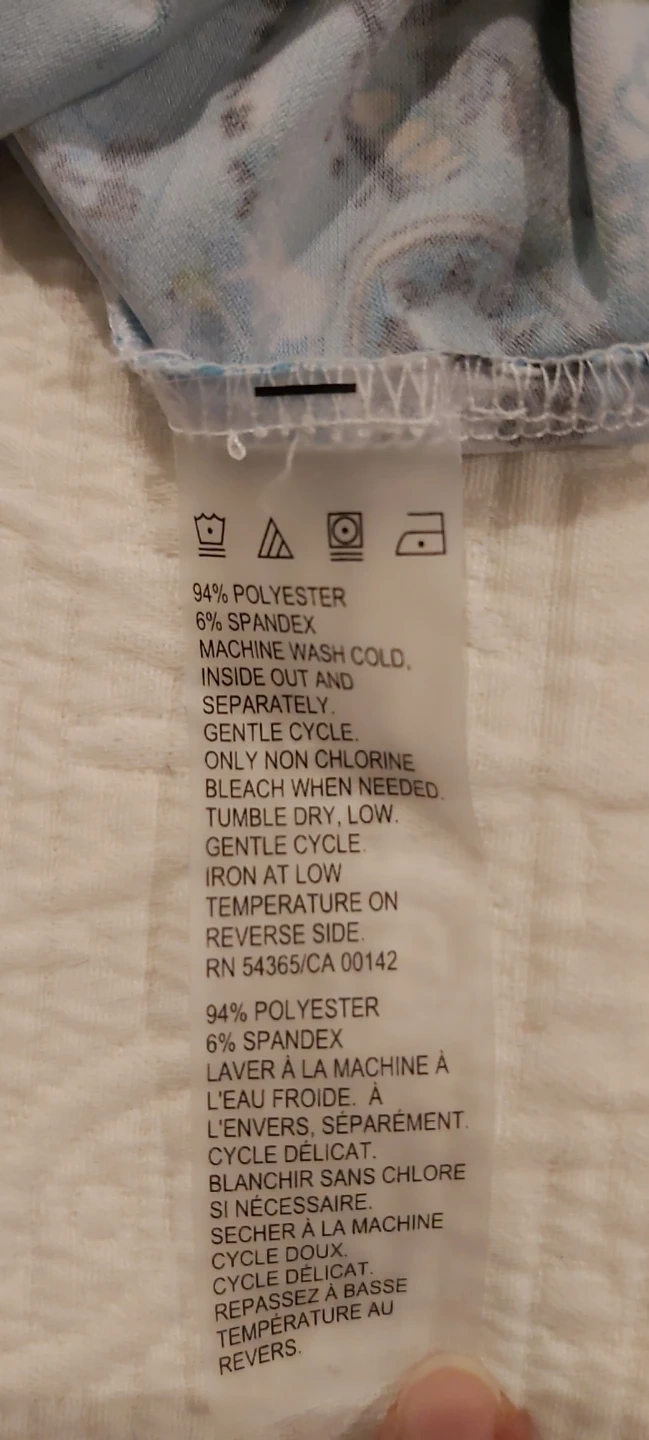 94% POLYESTER
6% SPANDEX
MACHINE WASH COLD,
INSIDE OUT AND
SEPARATELY.
GENTLE CYCLE.
ONLY NON CHLORINE
BLEACH WHEN NEEDED.
TUMBLE DRY, LOW.
GENTLE CYCLE.
IRON AT LOW
TEMPERATURE ON
REVERSE SIDE.
RN 54365/CA 00142
94% POLYESTER
6% SPANDEX
LAVER À LA MACHINE À
L'EAU FROIDE. À
L'ENVERS, SÉPARÉMENT.
CYCLE DÉLICAT.
BLANCHIR SANS CHLORE
SI NÉCESSAIRE.
SECHER À LA MACHINE
CYCLE DOUX.
CYCLE DÉLICAT.
REPASSEZ À BASSE
TEMPÉRATURE AU
REVERS.